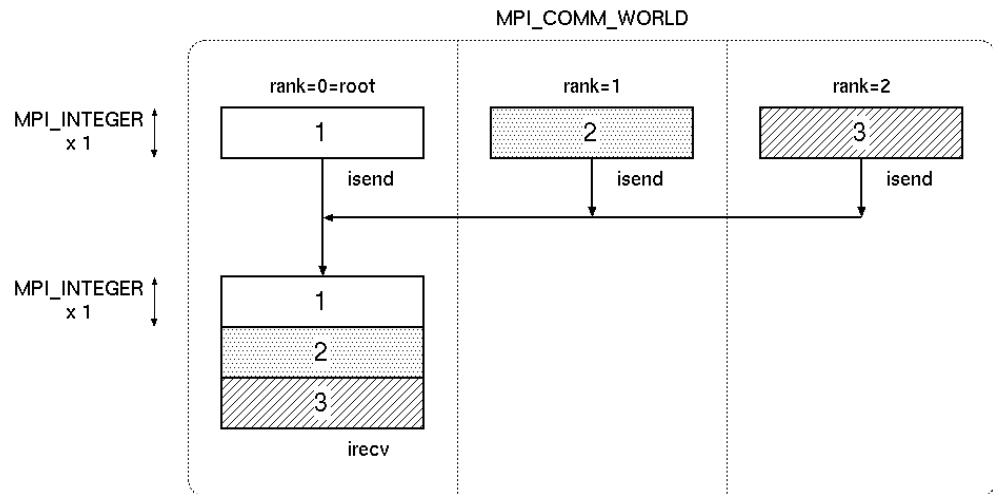 MPI_COMM_WORLD
rank=0=root
rank=1
rank=2
MPI_INTEGER
x 1
1
2
3
isend
isend
isend
MPI_INTEGER
x 1
1
2
3
irecv